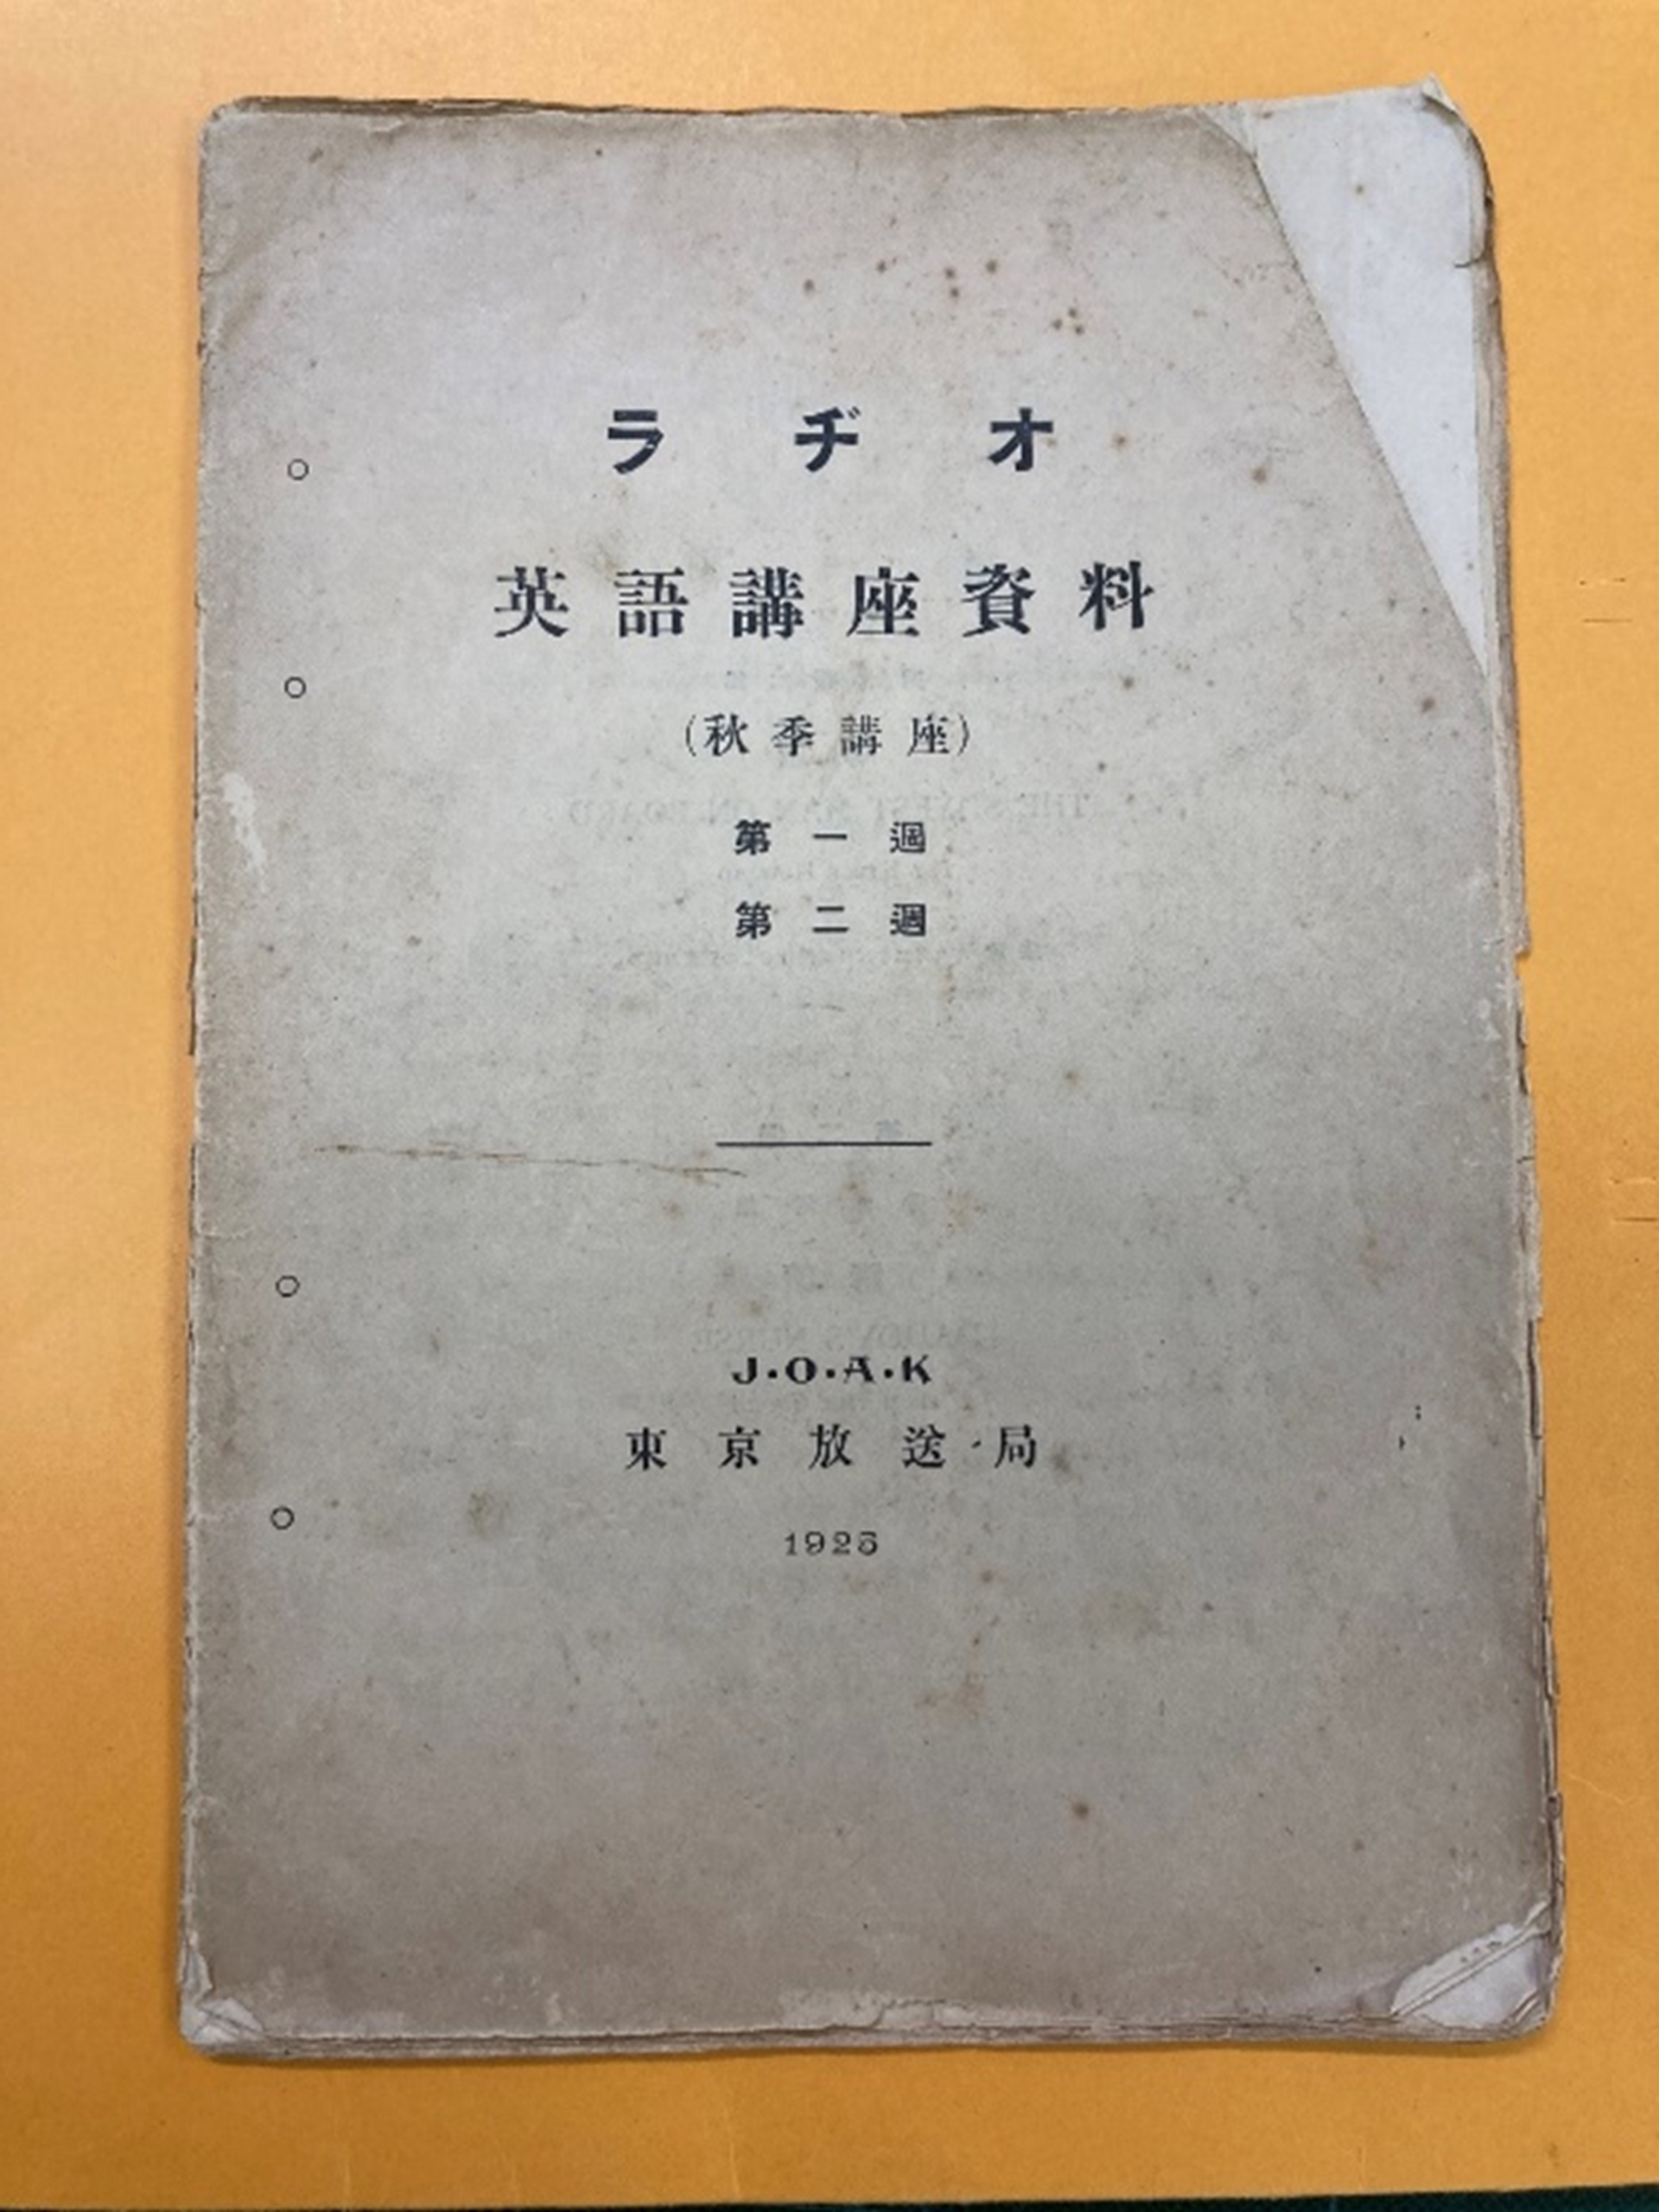 ラヂオ
英語講座資料
(秋季講座)
第一週
第二週
J.O.A.K
東京放送局
1925